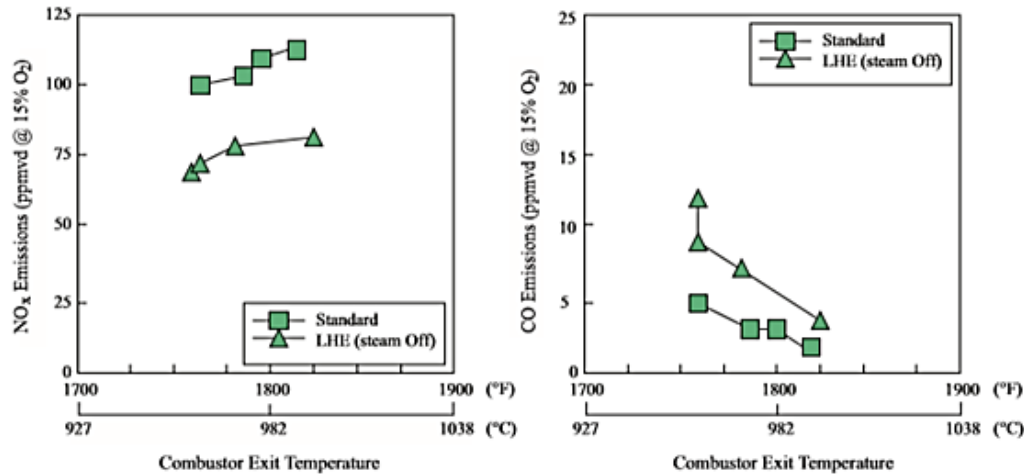 125
100
75
50
25
0
NOx Emissions (ppmvd @ 15% O2)
Standard
LHE (steam Off)
1700 1800 1900 (°F)
927 982 1038 (°C)
Combustor Exit Temperature
25
20
15
10
5
0
CO Emissions (ppmvd @ 15% O2)
Standard
LHE (steam Off)
1700 1800 1900 (°F)
927 982 1038 (°C)
Combustor Exit Temperature